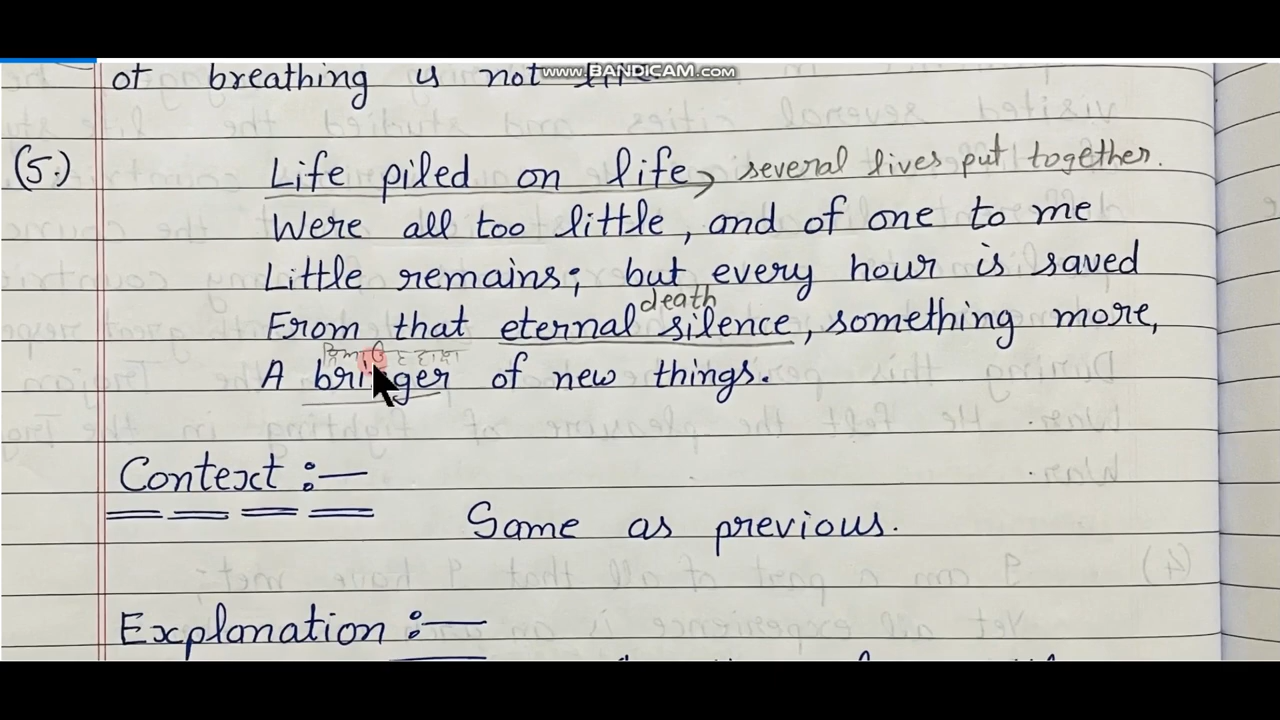 of breathing is not life
www.BANDICAM.com
(5.) Life piled on life, several lives put together.
Were all too little, and of one to me
Little remains; but every hour is saved
death
From that eternal silence, something more,
A bringer of new things.
Context :—
Same as previous.
Explanation :—